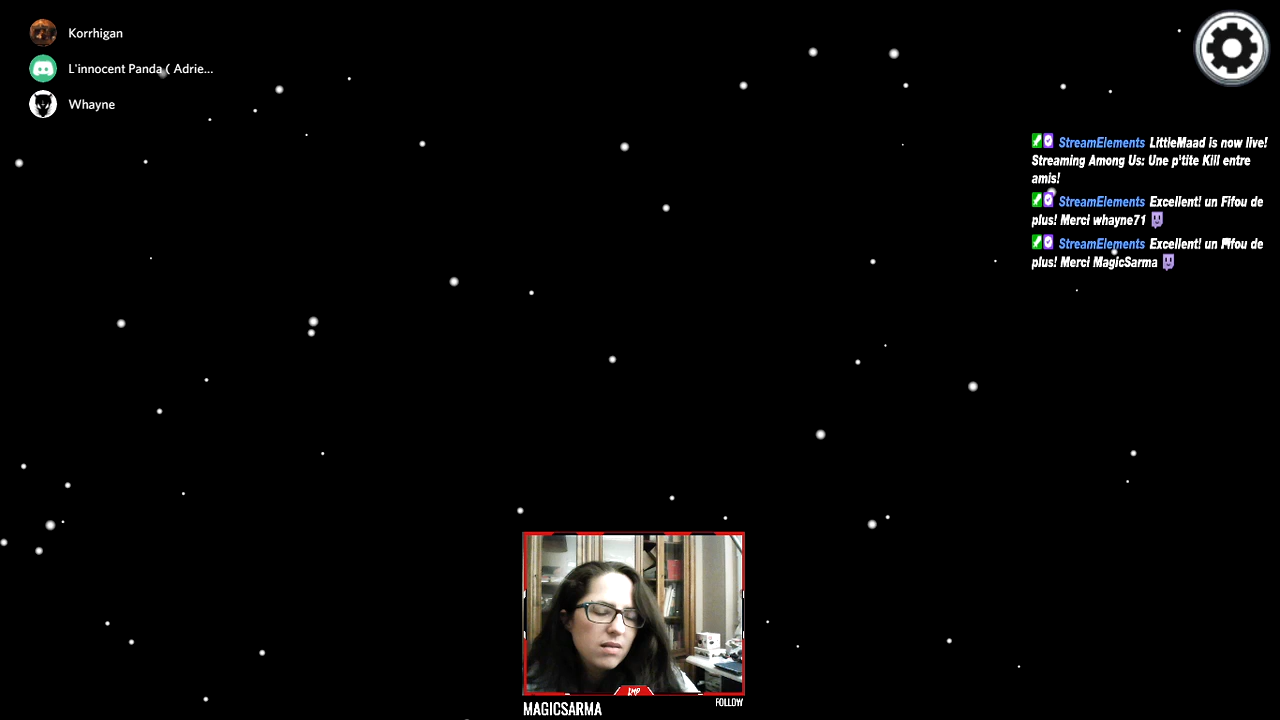 Korrhigan
L'innocent Panda ( Adrie...
Whayne
StreamElements LittleMaad is now live!
Streaming Among Us: Une p'tite Kill entre
amis!
StreamElements Excellent! un Fifou de
plus! Merci whayne71
StreamElements Excellent! un Fifou de
plus! Merci MagicSarma
LMP
MAGICSARMA
FOLLOW